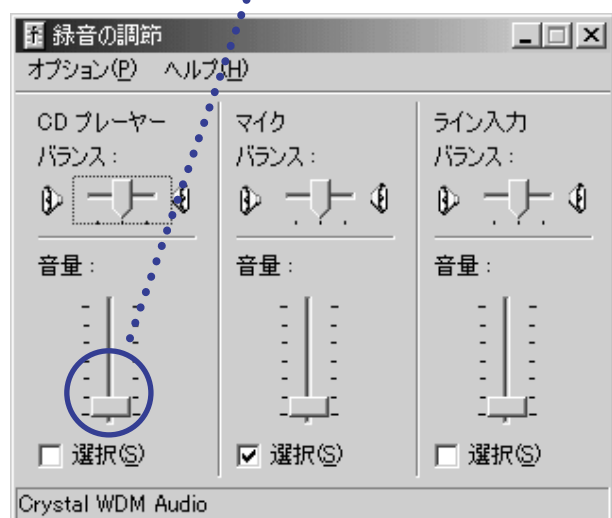 録音の調節
オプション(P) ヘルプ(H)
CD プレーヤー
バランス :
音量 :
選択(S)
マイク
バランス :
音量 :
選択(S)
ライン入力
バランス :
音量 :
選択(S)
Crystal WDM Audio